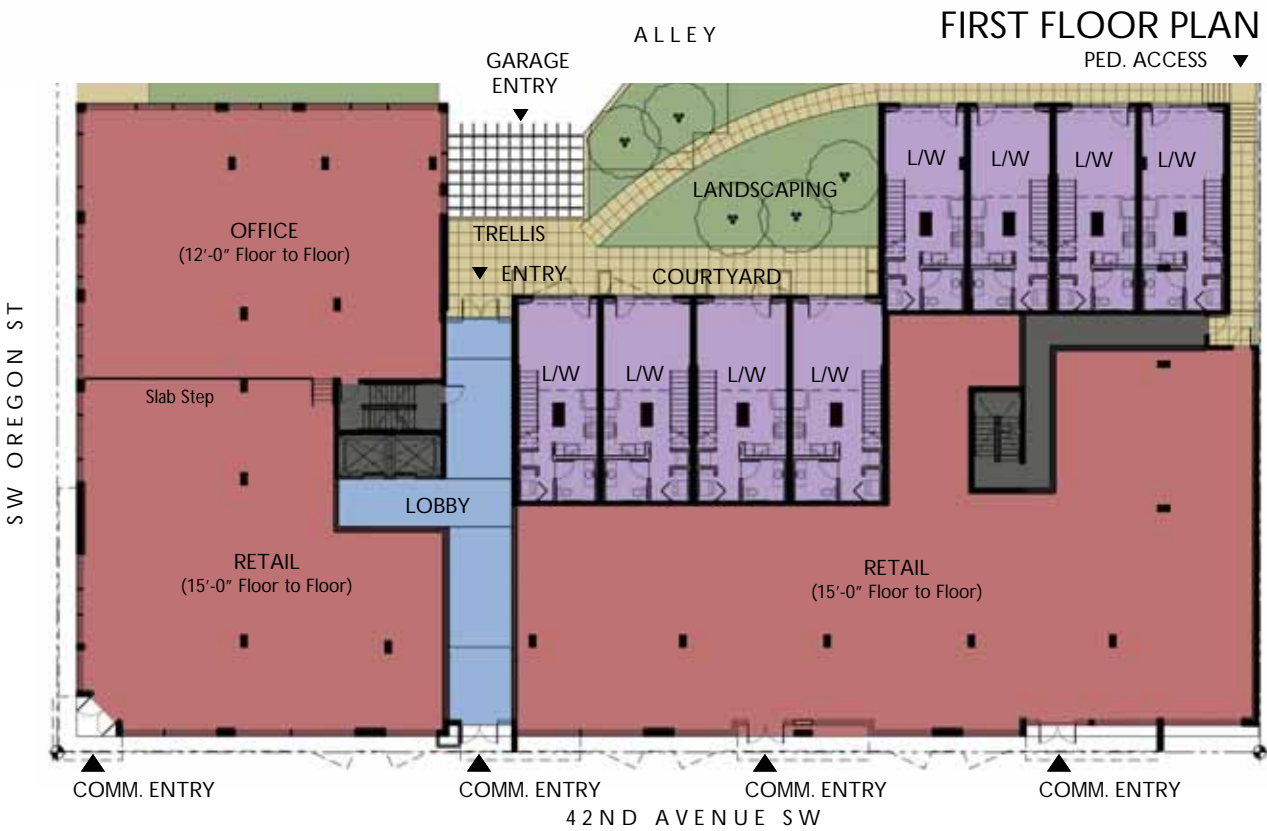 FIRST FLOOR PLAN
ALLEY
PED. ACCESS
GARAGE
ENTRY
L/W
L/W
L/W
L/W
LANDSCAPING
OFFICE
(12'-0" Floor to Floor)
TRELLIS
ENTRY
COURTYARD
SW OREGON ST
L/W
L/W
L/W
L/W
Slab Step
LOBBY
RETAIL
(15'-0" Floor to Floor)
RETAIL
(15'-0" Floor to Floor)
COMM. ENTRY
COMM. ENTRY
COMM. ENTRY
COMM. ENTRY
42ND AVENUE SW